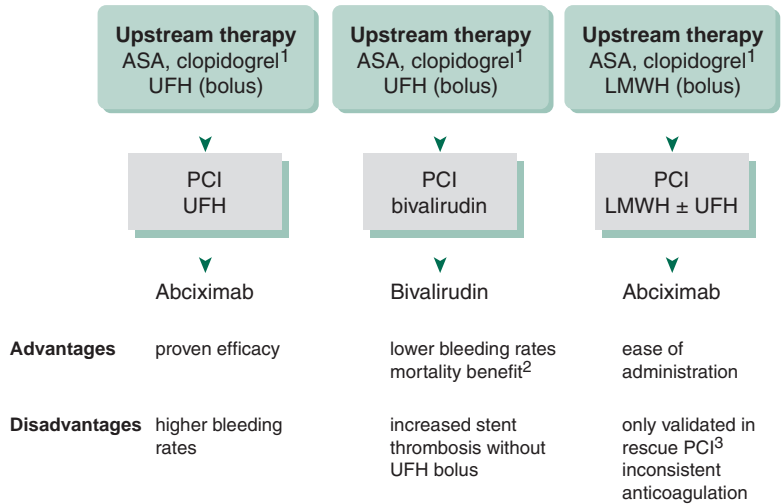 Upstream therapy
ASA, clopidogrel1
UFH (bolus)
Upstream therapy
ASA, clopidogrel1
UFH (bolus)
Upstream therapy
ASA, clopidogrel1
LMWH (bolus)
PCI
UFH
PCI
bivalirudin
PCI
LMWH ± UFH
Abciximab
Bivalirudin
Abciximab
Advantages
proven efficacy
lower bleeding rates
mortality benefit2
ease of
administration
Disadvantages
higher bleeding
rates
increased stent
thrombosis without
UFH bolus
only validated in
rescue PCI3
inconsistent
anticoagulation